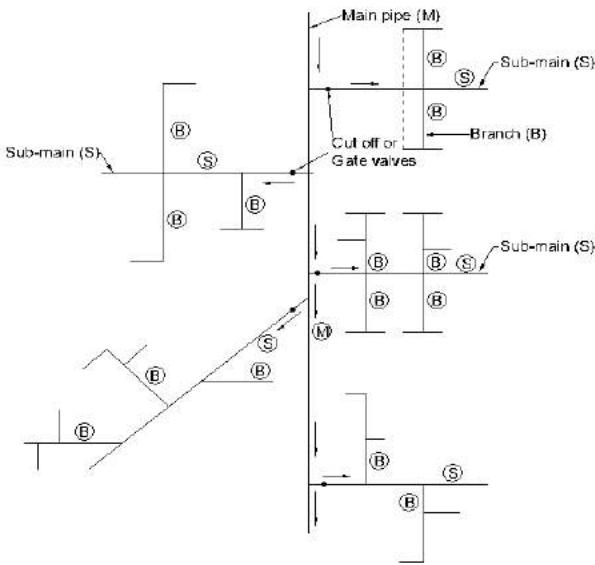 Main pipe (M)
B
S
Sub-main (S)
B
B
Branch (B)
Cut off or
Gate valves
Sub-main (S)
S
B
B
B
Sub-main (S)
B
B
S
B
B
M
S
B
B
B
B
S
B